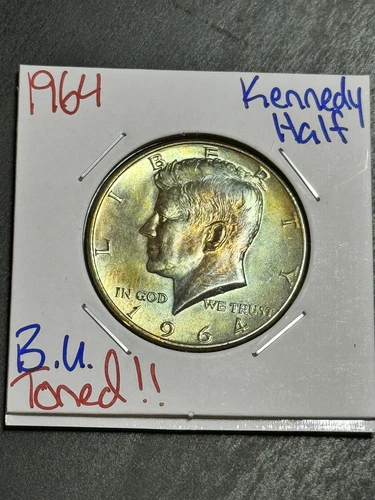 1964
Kennedy
Half
LIBERTY
IN GOD WE TRUST
1964
B.U.
Toned!!